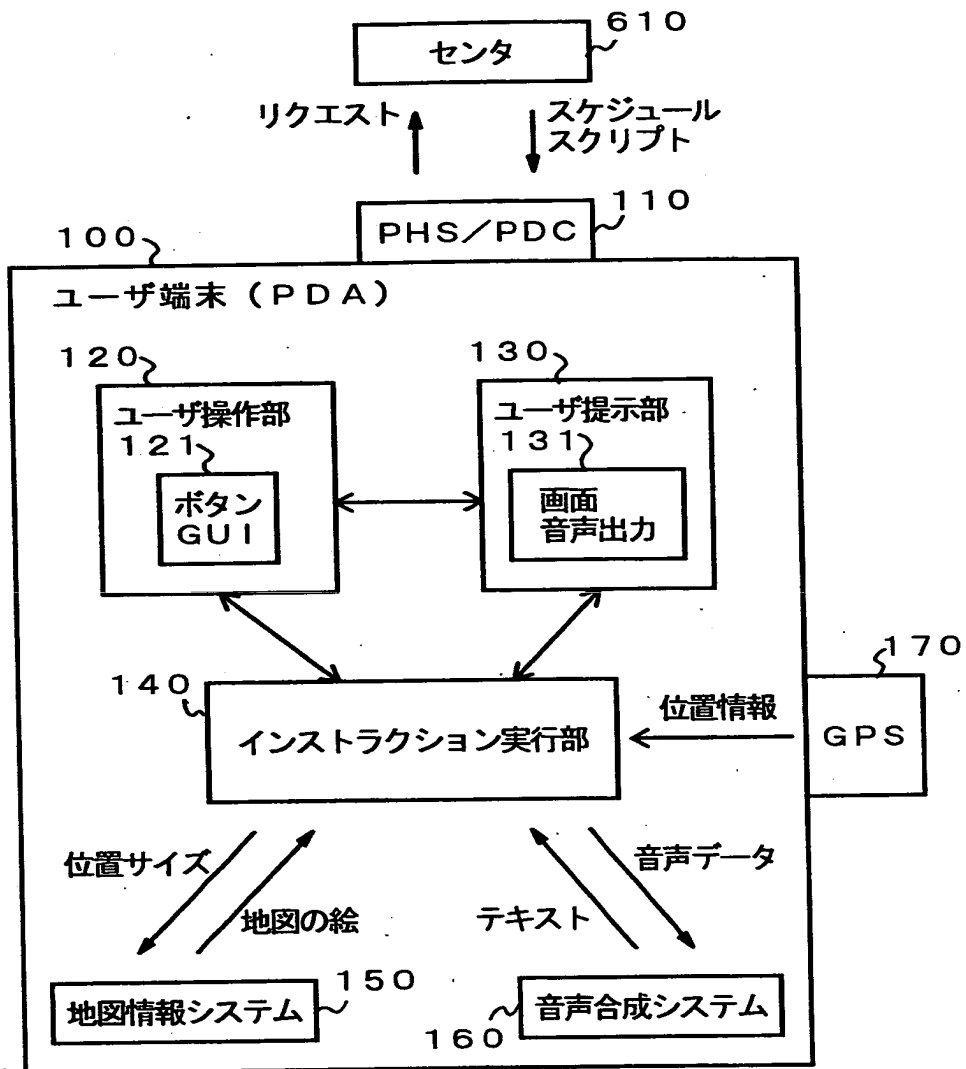 610
センタ
リクエスト
スケジュール
スクリプト
110
PHS／PDC
100
ユーザ端末（PDA）
120
ユーザ操作部
121
ボタン
GUI
130
ユーザ提示部
131
画面
音声出力
140
インストラクション実行部
170
位置情報
GPS
位置サイズ
地図の絵
音声データ
テキスト
150
地図情報システム
160
音声合成システム